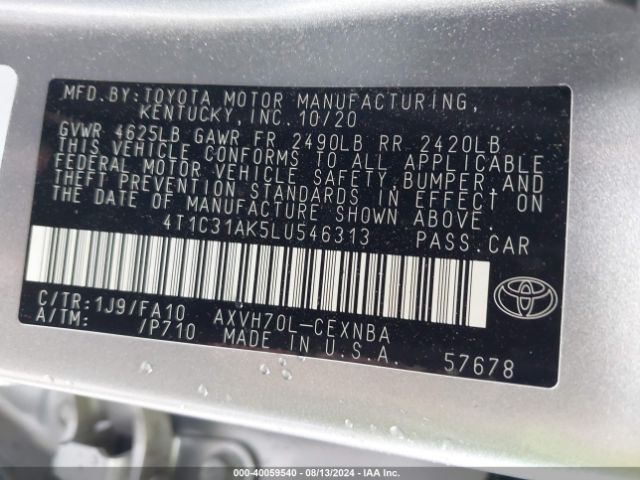 MFD. BY: TOYOTA MOTOR MANUFACTURING,
KENTUCKY, INC. 10/20
GVWR 4625LB GAWR FR 2490LB RR 2420LB
THIS VEHICLE CONFORMS TO ALL APPLICABLE
FEDERAL MOTOR VEHICLE SAFETY, BUMPER, AND
THEFT PREVENTION STANDARDS IN EFFECT ON
THE DATE OF MANUFACTURE SHOWN ABOVE.
4T1C31AK5LU546313 PASS. CAR
C/TR: 1J9/FA10 AXVH70L-CEXNBA
A/TM: /P710 MADE IN U.S.A.
57678
000-40059540 - 08/13/2024 - IAA Inc.